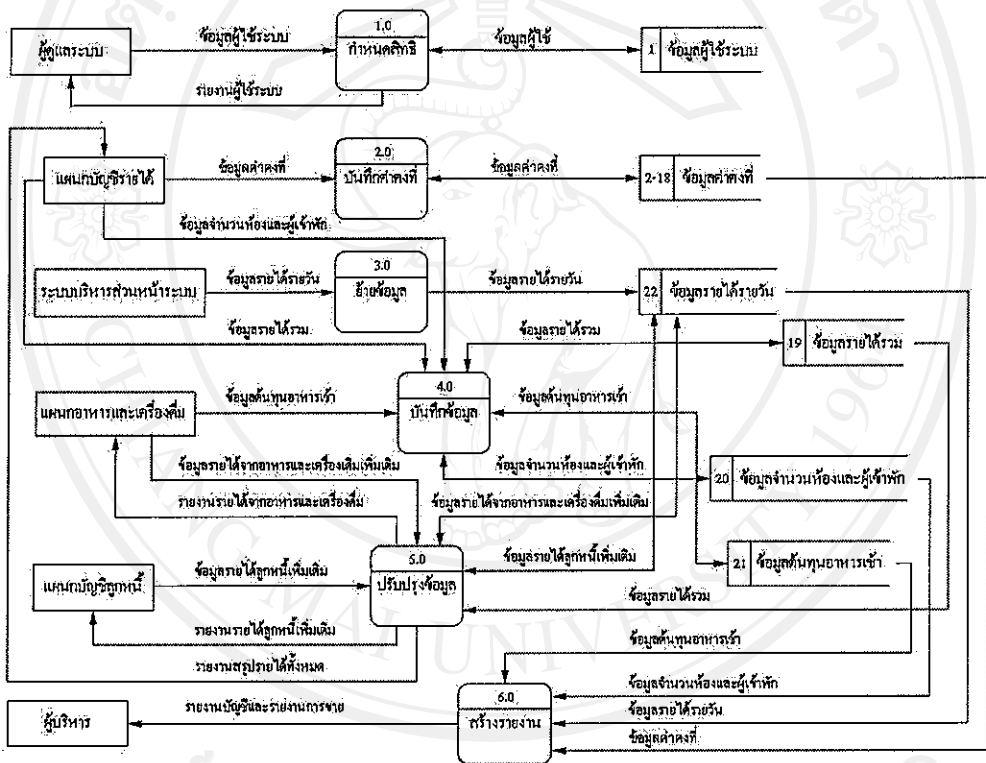 1.0
ผู้ดูแลระบบ
ข้อมูลผู้ใช้ระบบ
กำหนดสิทธิ
ข้อมูลผู้ใช้
1 ข้อมูลผู้ใช้ระบบ
รายงานผู้ใช้ระบบ
2.0
แผนกบัญชีรายได้
ข้อมูลค่าคงที่
บันทึกค่าคงที่
ข้อมูลค่าคงที่
2-18 ข้อมูลค่าคงที่
ข้อมูลจำนวนห้องและผู้เข้าพัก
3.0
ระบบบริหารส่วนหน้าระบบ
ข้อมูลรายได้รายวัน
ย้ายข้อมูล
ข้อมูลรายได้รายวัน
22 ข้อมูลรายได้รายวัน
ข้อมูลรายได้รวม
ข้อมูลรายได้รวม
19 ข้อมูลรายได้รวม
4.0
แผนกอาหารและเครื่องดื่ม
ข้อมูลต้นทุนอาหารเช้า
บันทึกข้อมูล
ข้อมูลต้นทุนอาหารเช้า
ข้อมูลรายได้จากอาหารและเครื่องดื่มเพิ่มเติม
ข้อมูลจำนวนห้องและผู้เข้าพัก
20 ข้อมูลจำนวนห้องและผู้เข้าพัก
รายงานรายได้จากอาหารและเครื่องดื่ม
ข้อมูลรายได้จากอาหารและเครื่องดื่มเพิ่มเติม
5.0
ข้อมูลรายได้ลูกหนี้เพิ่มเติม
21 ข้อมูลต้นทุนอาหารเช้า
แผนกบัญชีลูกหนี้
ข้อมูลรายได้ลูกหนี้เพิ่มเติม
ปรับปรุงข้อมูล
ข้อมูลรายได้รวม
รายงานรายได้ลูกหนี้เพิ่มเติม
ข้อมูลต้นทุนอาหารเช้า
รายงานสรุปรายได้ทั้งหมด
6.0
ข้อมูลจำนวนห้องและผู้เข้าพัก
ผู้บริหาร
รายงานบัญชีและรายงานการขาย
สร้างรายงาน
ข้อมูลรายได้รายวัน
ข้อมูลค่าคงที่
CHIANG MAI UNIVERSITY